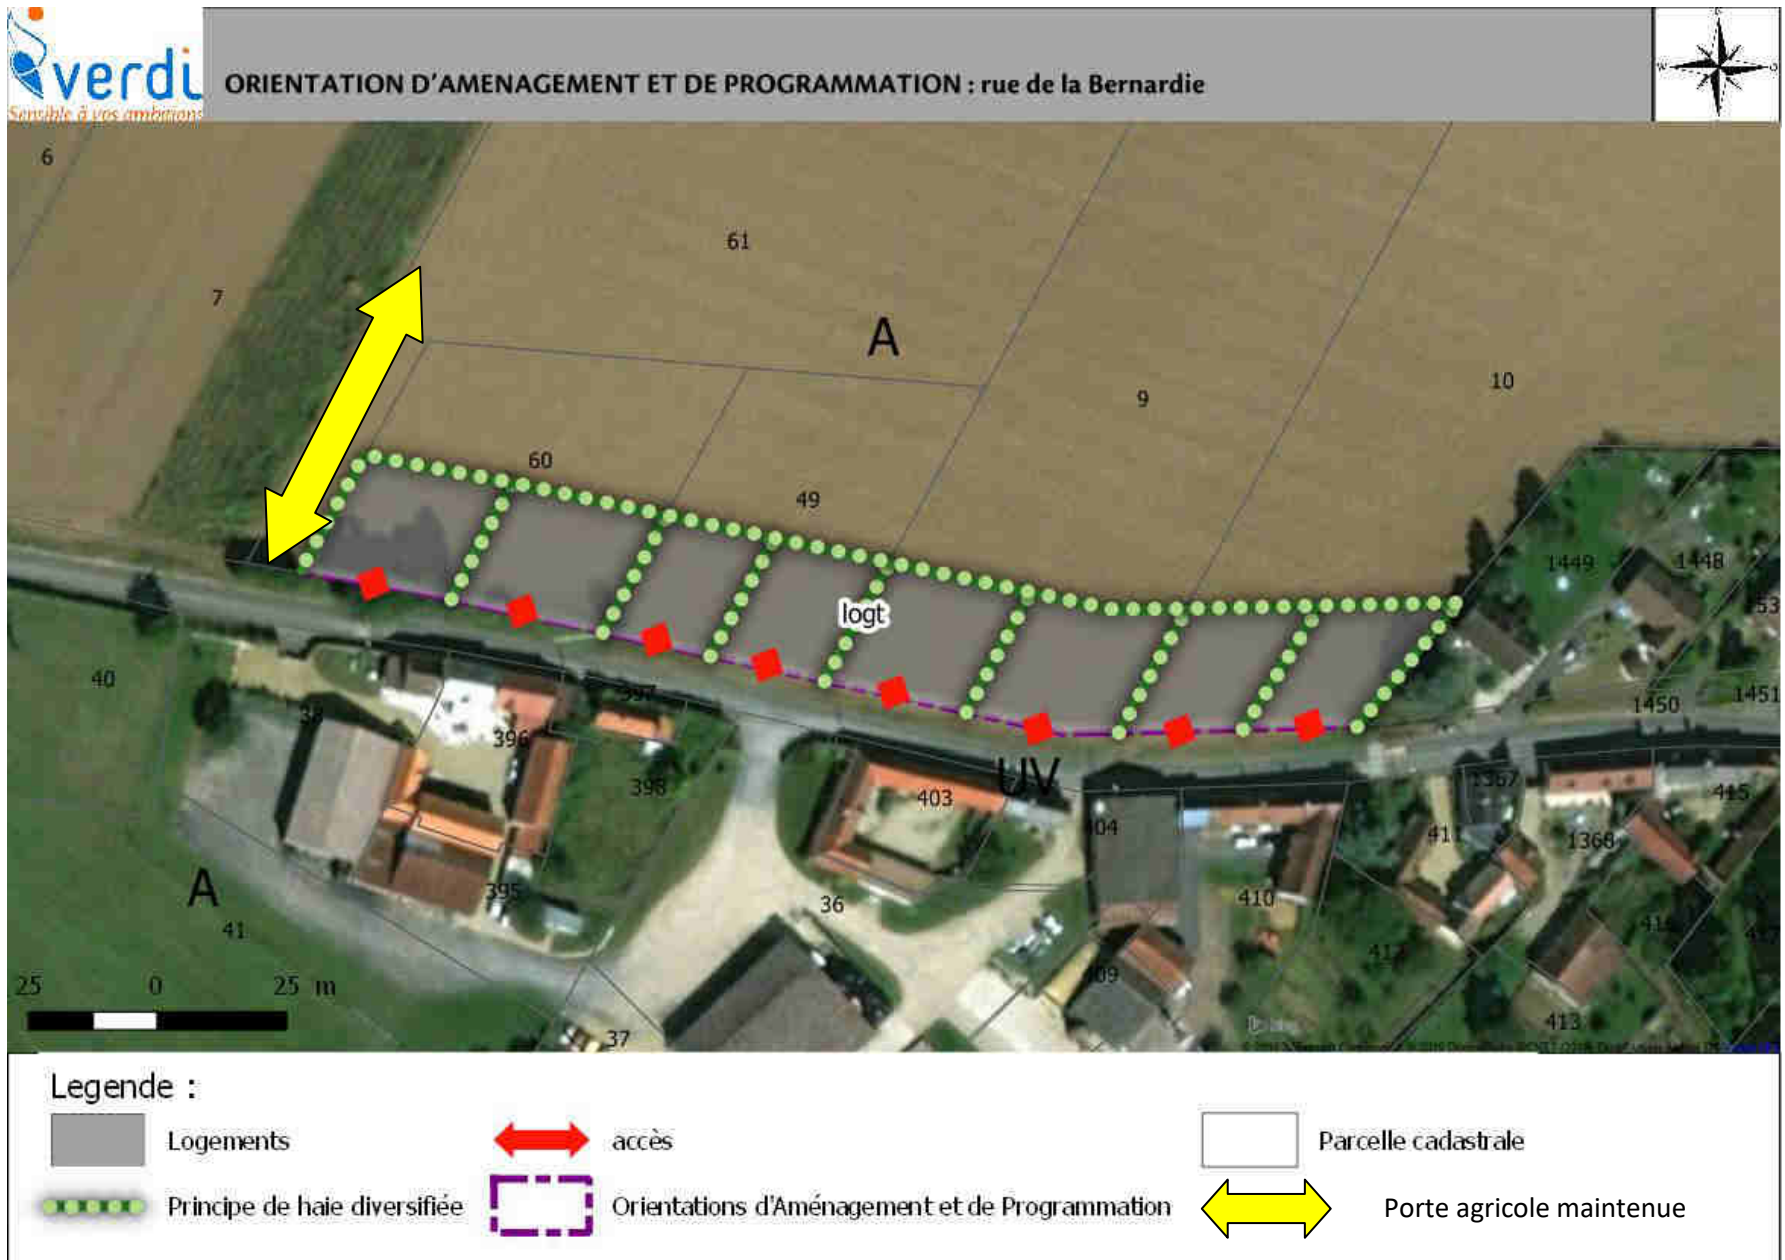 verdi
Sensible à vos ambitions
ORIENTATION D'AMENAGEMENT ET DE PROGRAMMATION : rue de la Bernardie
6
61
7
A
10
9
60
49
1449
1448
logt
40
1450
1451
38
397
396
UV
398
403
404
1367
415
411
1368
A
395
36
410
41
412
409
25 0 25 m
413
37
Legende :
Logements
accès
Parcelle cadastrale
Principe de haie diversifiée
Orientations d'Aménagement et de Programmation
Porte agricole maintenue